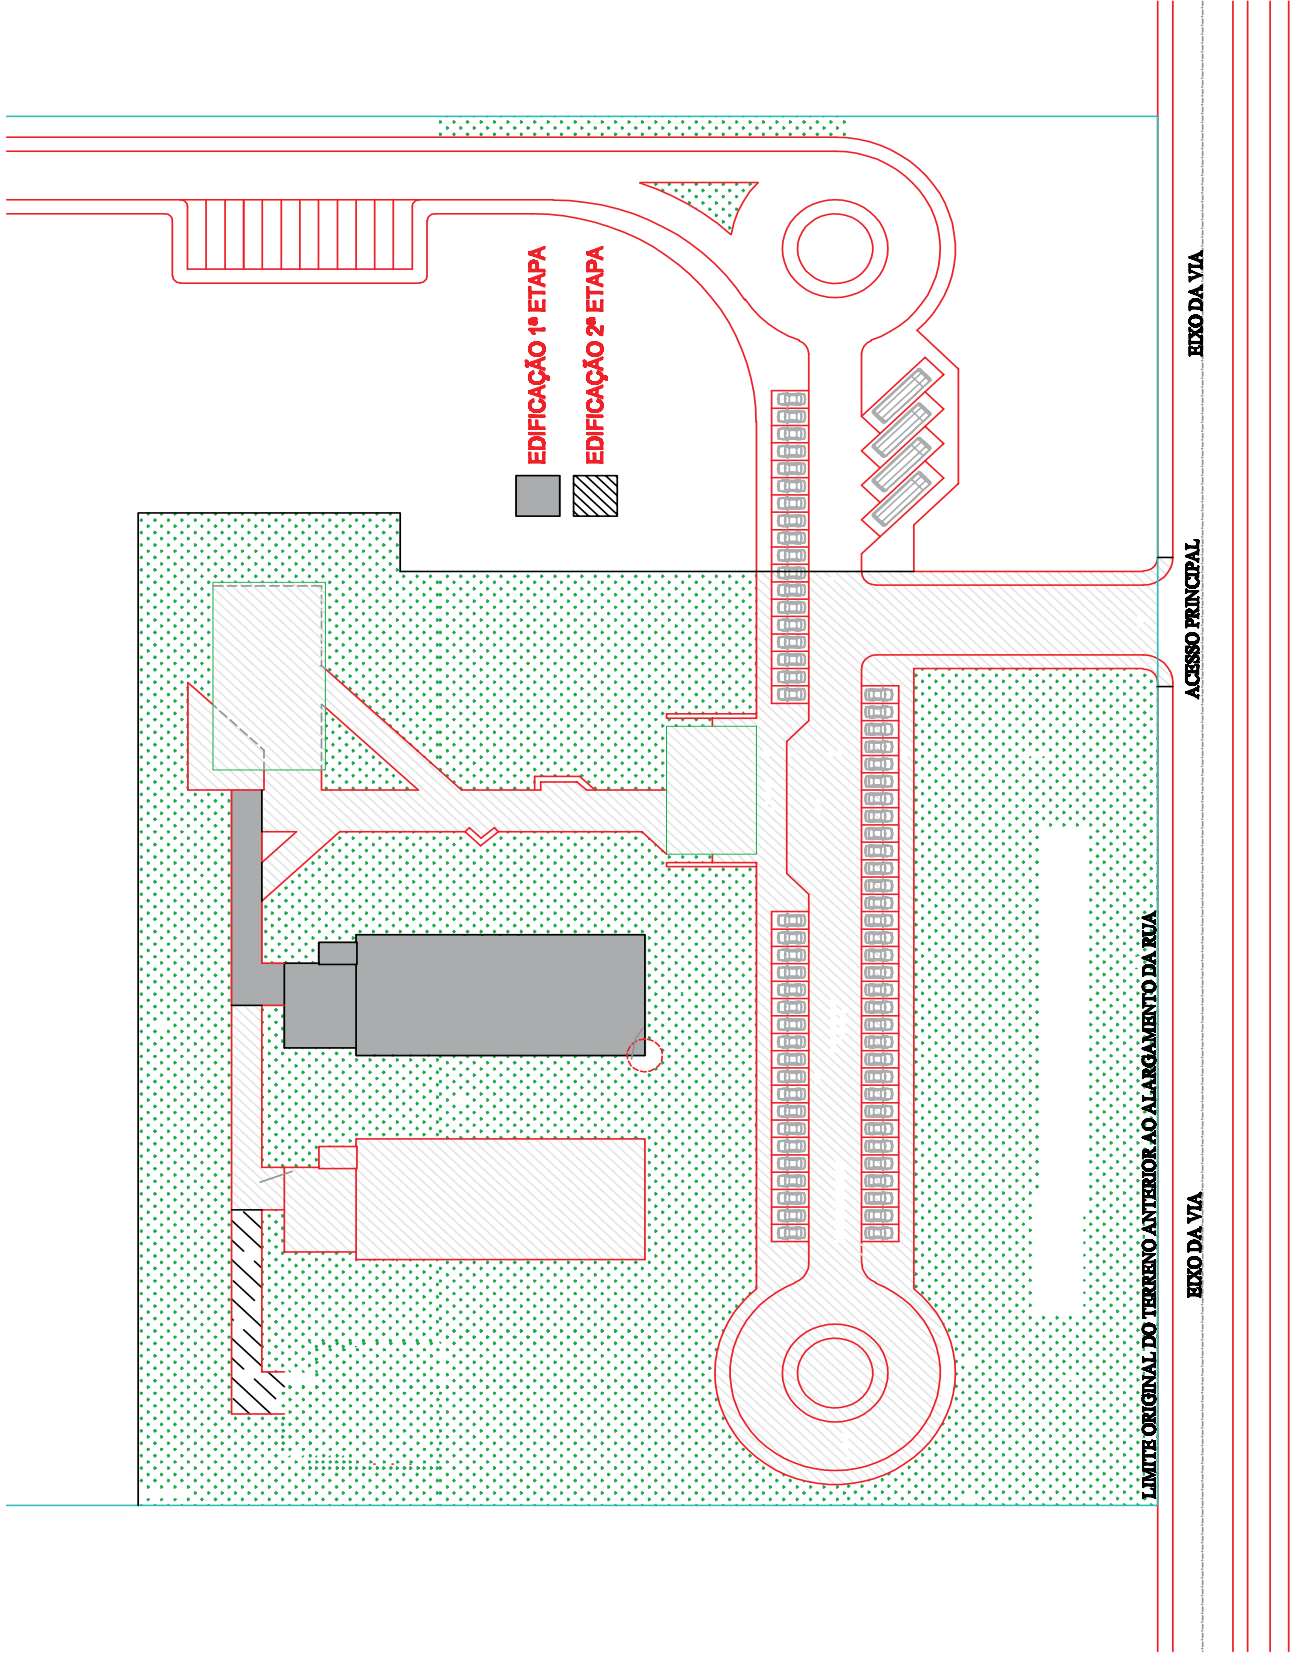 EDIFICAÇÃO 1ª ETAPA
EDIFICAÇÃO 2ª ETAPA
LIMITE ORIGINAL DO TERRENO ANTERIOR AO ALARGAMENTO DA RUA
EIXO DA VIA
ACESSO PRINCIPAL
EIXO DA VIA